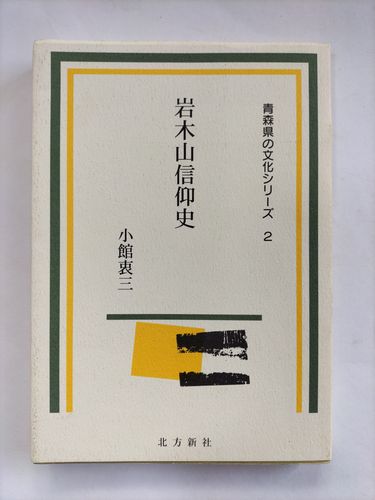 青森県の文化シリーズ 2
岩木山信仰史
小館衷三
北方新社